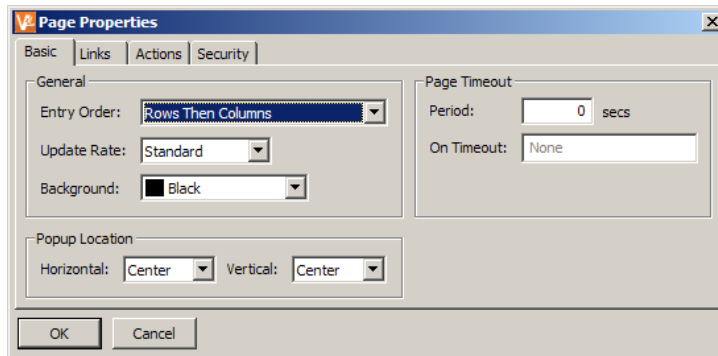 Page Properties
Basic Links Actions Security
General
Entry Order: Rows Then Columns
Update Rate: Standard
Background: Black
Page Timeout
Period: 0 secs
On Timeout: None
Popup Location
Horizontal: Center Vertical: Center
OK Cancel